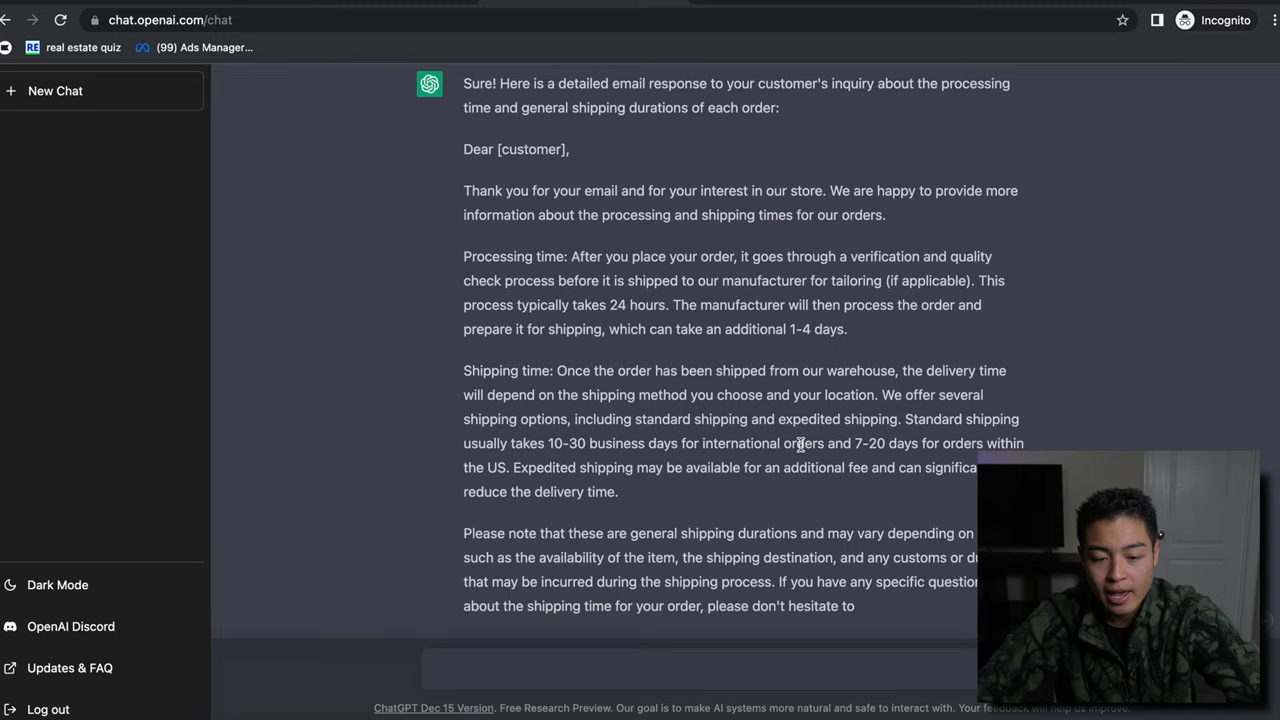 chat.openai.com/chat
Incognito
RE real estate quiz
(99) Ads Manager...
New Chat
Sure! Here is a detailed email response to your customer's inquiry about the processing
time and general shipping durations of each order:
Dear [customer],
Thank you for your email and for your interest in our store. We are happy to provide more
information about the processing and shipping times for our orders.
Processing time: After you place your order, it goes through a verification and quality
check process before it is shipped to our manufacturer for tailoring (if applicable). This
process typically takes 24 hours. The manufacturer will then process the order and
prepare it for shipping, which can take an additional 1-4 days.
Shipping time: Once the order has been shipped from our warehouse, the delivery time
will depend on the shipping method you choose and your location. We offer several
shipping options, including standard shipping and expedited shipping. Standard shipping
usually takes 10-30 business days for international orders and 7-20 days for orders within
the US. Expedited shipping may be available for an additional fee and can
reduce the delivery time.
Please note that these are general shipping durations and may vary depending on
such as the availability of the item, the shipping destination, and any customs or
that may be incurred during the shipping process. If you have any specific
about the shipping time for your order, please don't hesitate to
Dark Mode
OpenAI Discord
Updates & FAQ
Log out
ChatGPT Dec 15 Version. Free Research Preview. Our goal is to make AI systems more natural and safe to interact with. Your feedback will help us improve.